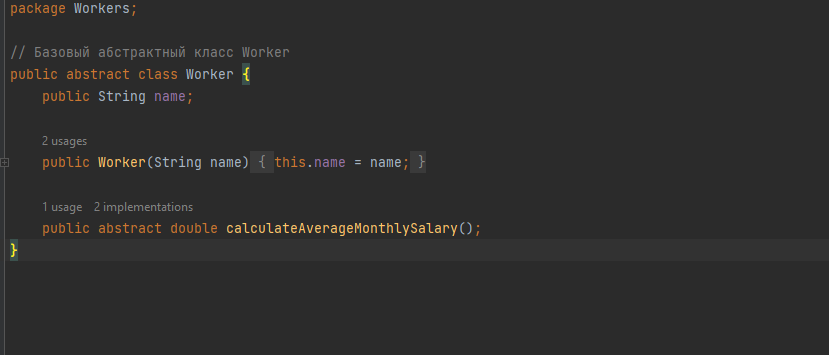 package Workers;
// Базовый абстрактный класс Worker
public abstract class Worker {
public String name;
2 usages
public Worker(String name) { this.name = name; }
1 usage 2 implementations
public abstract double calculateAverageMonthlySalary();
}